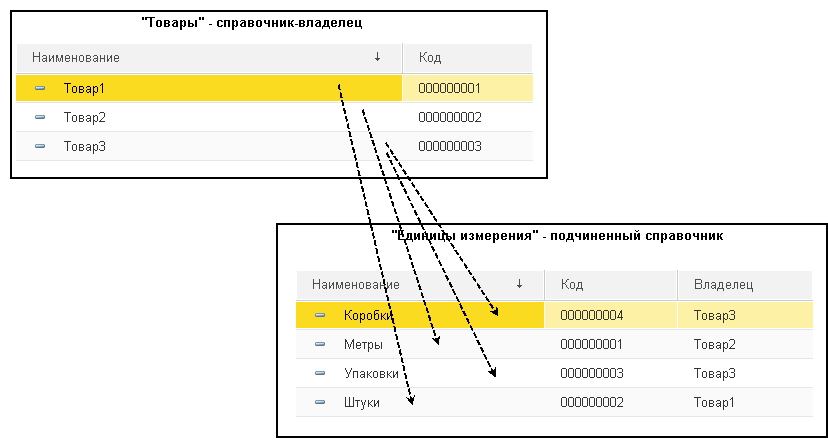 "Товары" - справочник-владелец
Наименование ↓ Код
Товар1 000000001
Товар2 000000002
Товар3 000000003
"Единицы измерения" - подчиненный справочник
Наименование ↓ Код Владелец
Коробки 000000004 Товар3
Метры 000000001 Товар2
Упаковки 000000003 Товар3
Штуки 000000002 Товар1